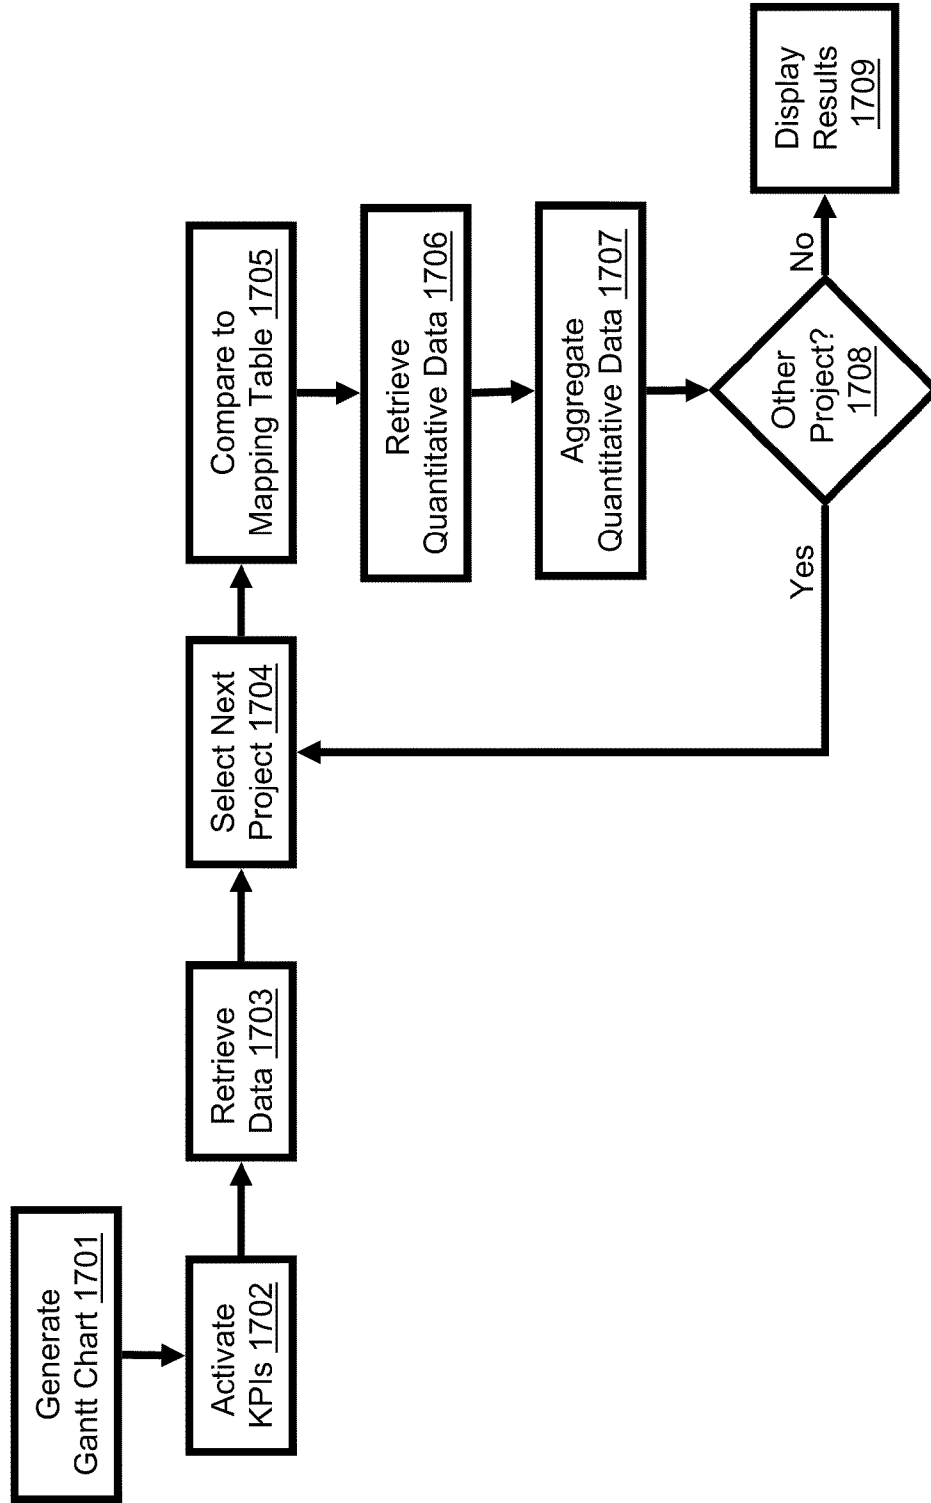 Generate
Gantt Chart 1701
Activate
KPIs 1702
Retrieve
Data 1703
Select Next
Project 1704
Compare to
Mapping Table 1705
Retrieve
Quantitative Data 1706
Aggregate
Quantitative Data 1707
Other
Project?
1708
Yes
No
Display
Results
1709